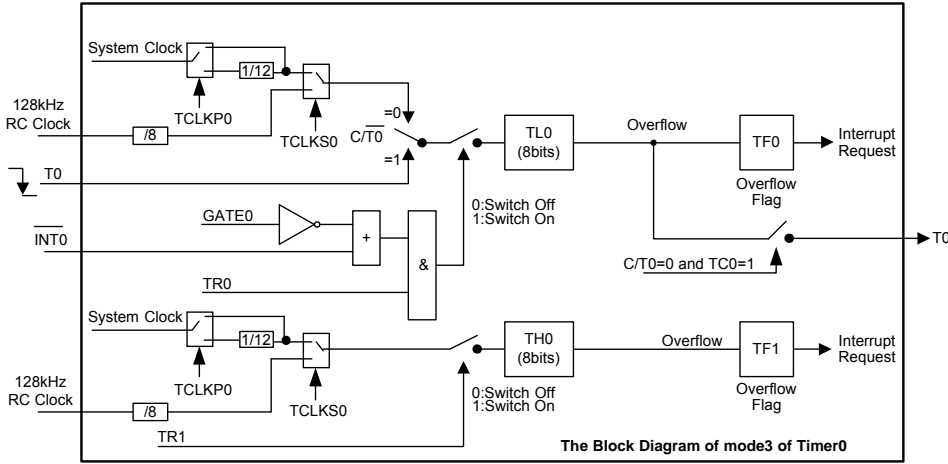 System Clock
1/12
128kHz
RC Clock
/8
TCLKP0
TCLKS0
=0
C/T0
=1
T0
TL0
(8bits)
Overflow
TF0
Interrupt
Request
Overflow
Flag
0:Switch Off
1:Switch On
GATE0
INT0
+
&
TR0
C/T0=0 and TC0=1
T0
System Clock
1/12
128kHz
RC Clock
/8
TCLKP0
TCLKS0
TR1
TH0
(8bits)
Overflow
TF1
Interrupt
Request
Overflow
Flag
0:Switch Off
1:Switch On
The Block Diagram of mode3 of Timer0